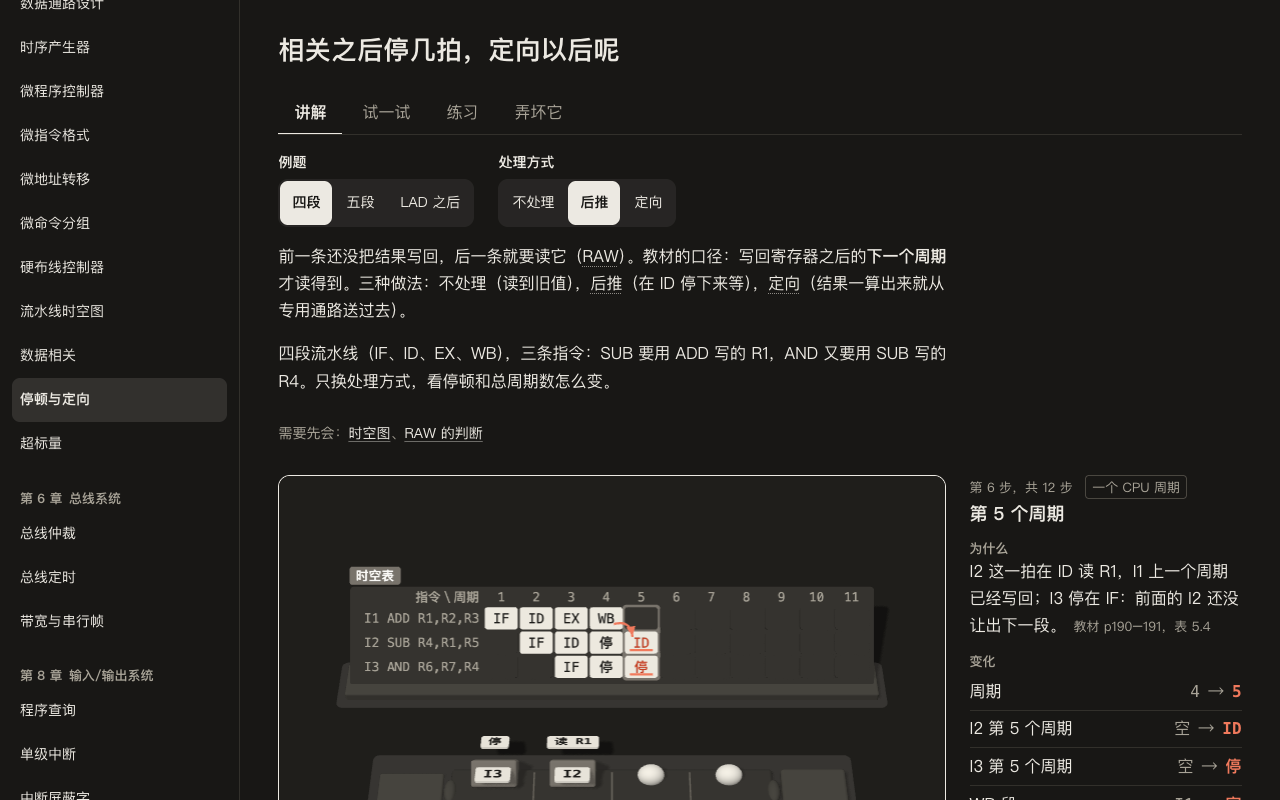 数据通路设计
时序产生器
微程序控制器
微指令格式
微地址转移
微命令分组
硬布线控制器
流水线时空图
数据相关
停顿与定向
超标量
第 6 章 总线系统
总线仲裁
总线定时
带宽与串行帧
第 8 章 输入/输出系统
程序查询
单级中断
中断屏蔽字
相关之后停几拍，定向以后呢
讲解 试一试 练习 弄坏它
例题 处理方式
四段 五段 LAD 之后 不处理 后推 定向
前一条还没把结果写回，后一条就要读它（RAW）。教材的口径：写回寄存器之后的下一个周期
才读得到。三种做法：不处理（读到旧值），后推（在 ID 停下来等），定向（结果一算出来就从
专用通路送过去）。
四段流水线（IF、ID、EX、WB），三条指令：SUB 要用 ADD 写的 R1，AND 又要用 SUB 写的
R4。只换处理方式，看停顿和总周期数怎么变。
需要先会：时空图、RAW 的判断
时空表
指令 \ 周期 1 2 3 4 5 6 7 8 9 10 11
I1 ADD R1,R2,R3 IF ID EX WB
I2 SUB R4,R1,R5 IF ID 停 ID
I3 AND R6,R7,R4 IF 停 停
停 读 R1
I3 I2
第 6 步，共 12 步 一个 CPU 周期
第 5 个周期
为什么
I2 这一拍在 ID 读 R1，I1 上一个周期
已经写回；I3 停在 IF：前面的 I2 还没
让出下一段。 教材 p190–191，表 5.4
变化
周期 4 → 5
I2 第 5 个周期 空 → ID
I3 第 5 个周期 空 → 停